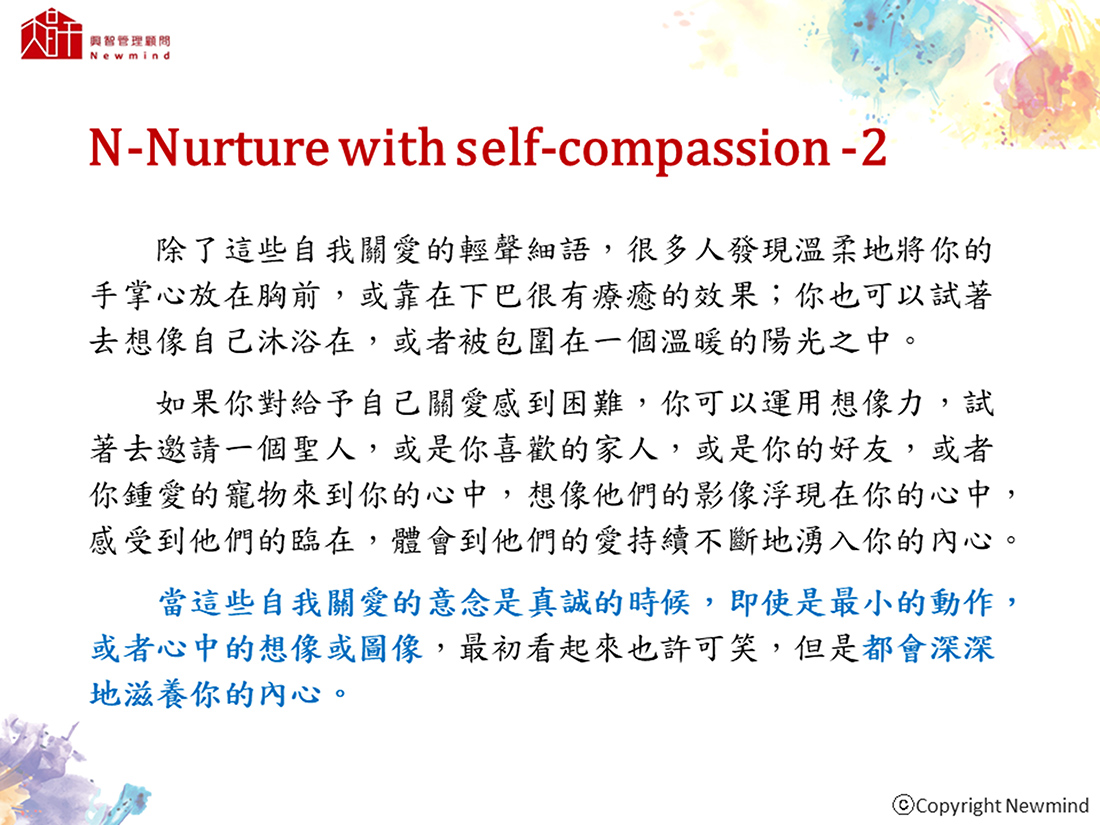 興智管理顧問
Newmind
N-Nurture with self-compassion -2
除了這些自我關愛的輕聲細語，很多人發現溫柔地將你的
手掌心放在胸前，或靠在下巴很有療癒的效果；你也可以試著
去想像自己沐浴在，或者被包圍在一個溫暖的陽光之中。
如果你對給予自己關愛感到困難，你可以運用想像力，試
著去邀請一個聖人，或是你喜歡的家人，或是你的好友，或者
你鍾愛的寵物來到你的心中，想像他們的影像浮現在你的心中，
感受到他們的臨在，體會到他們的愛持續不斷地湧入你的內心。
當這些自我關愛的意念是真誠的時候，即使是最小的動作，
或者心中的想像或圖像，最初看起來也許可笑，但是都會深深
地滋養你的內心。
ⓒCopyright Newmind